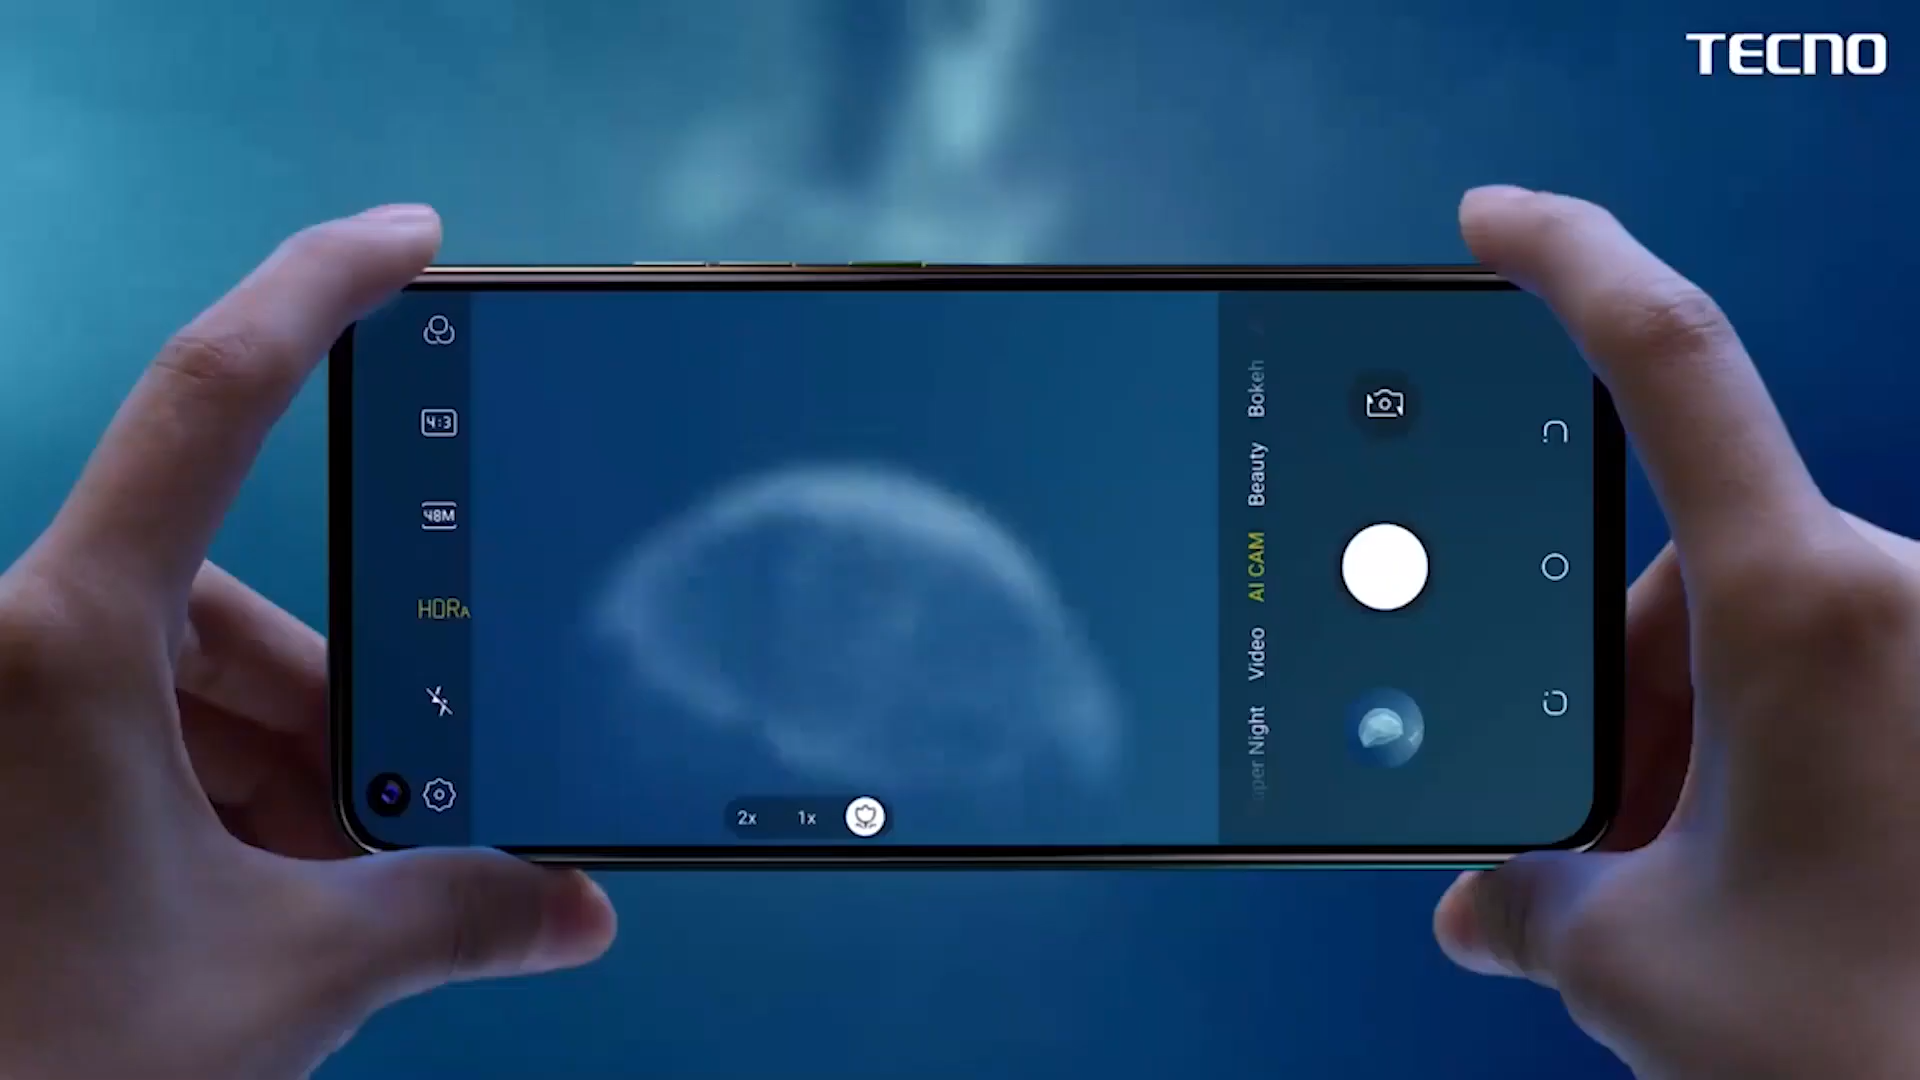 TECNO
4:3
48M
HDRA
2x
1x
Bokeh
Beauty
AI CAM
Video
Night